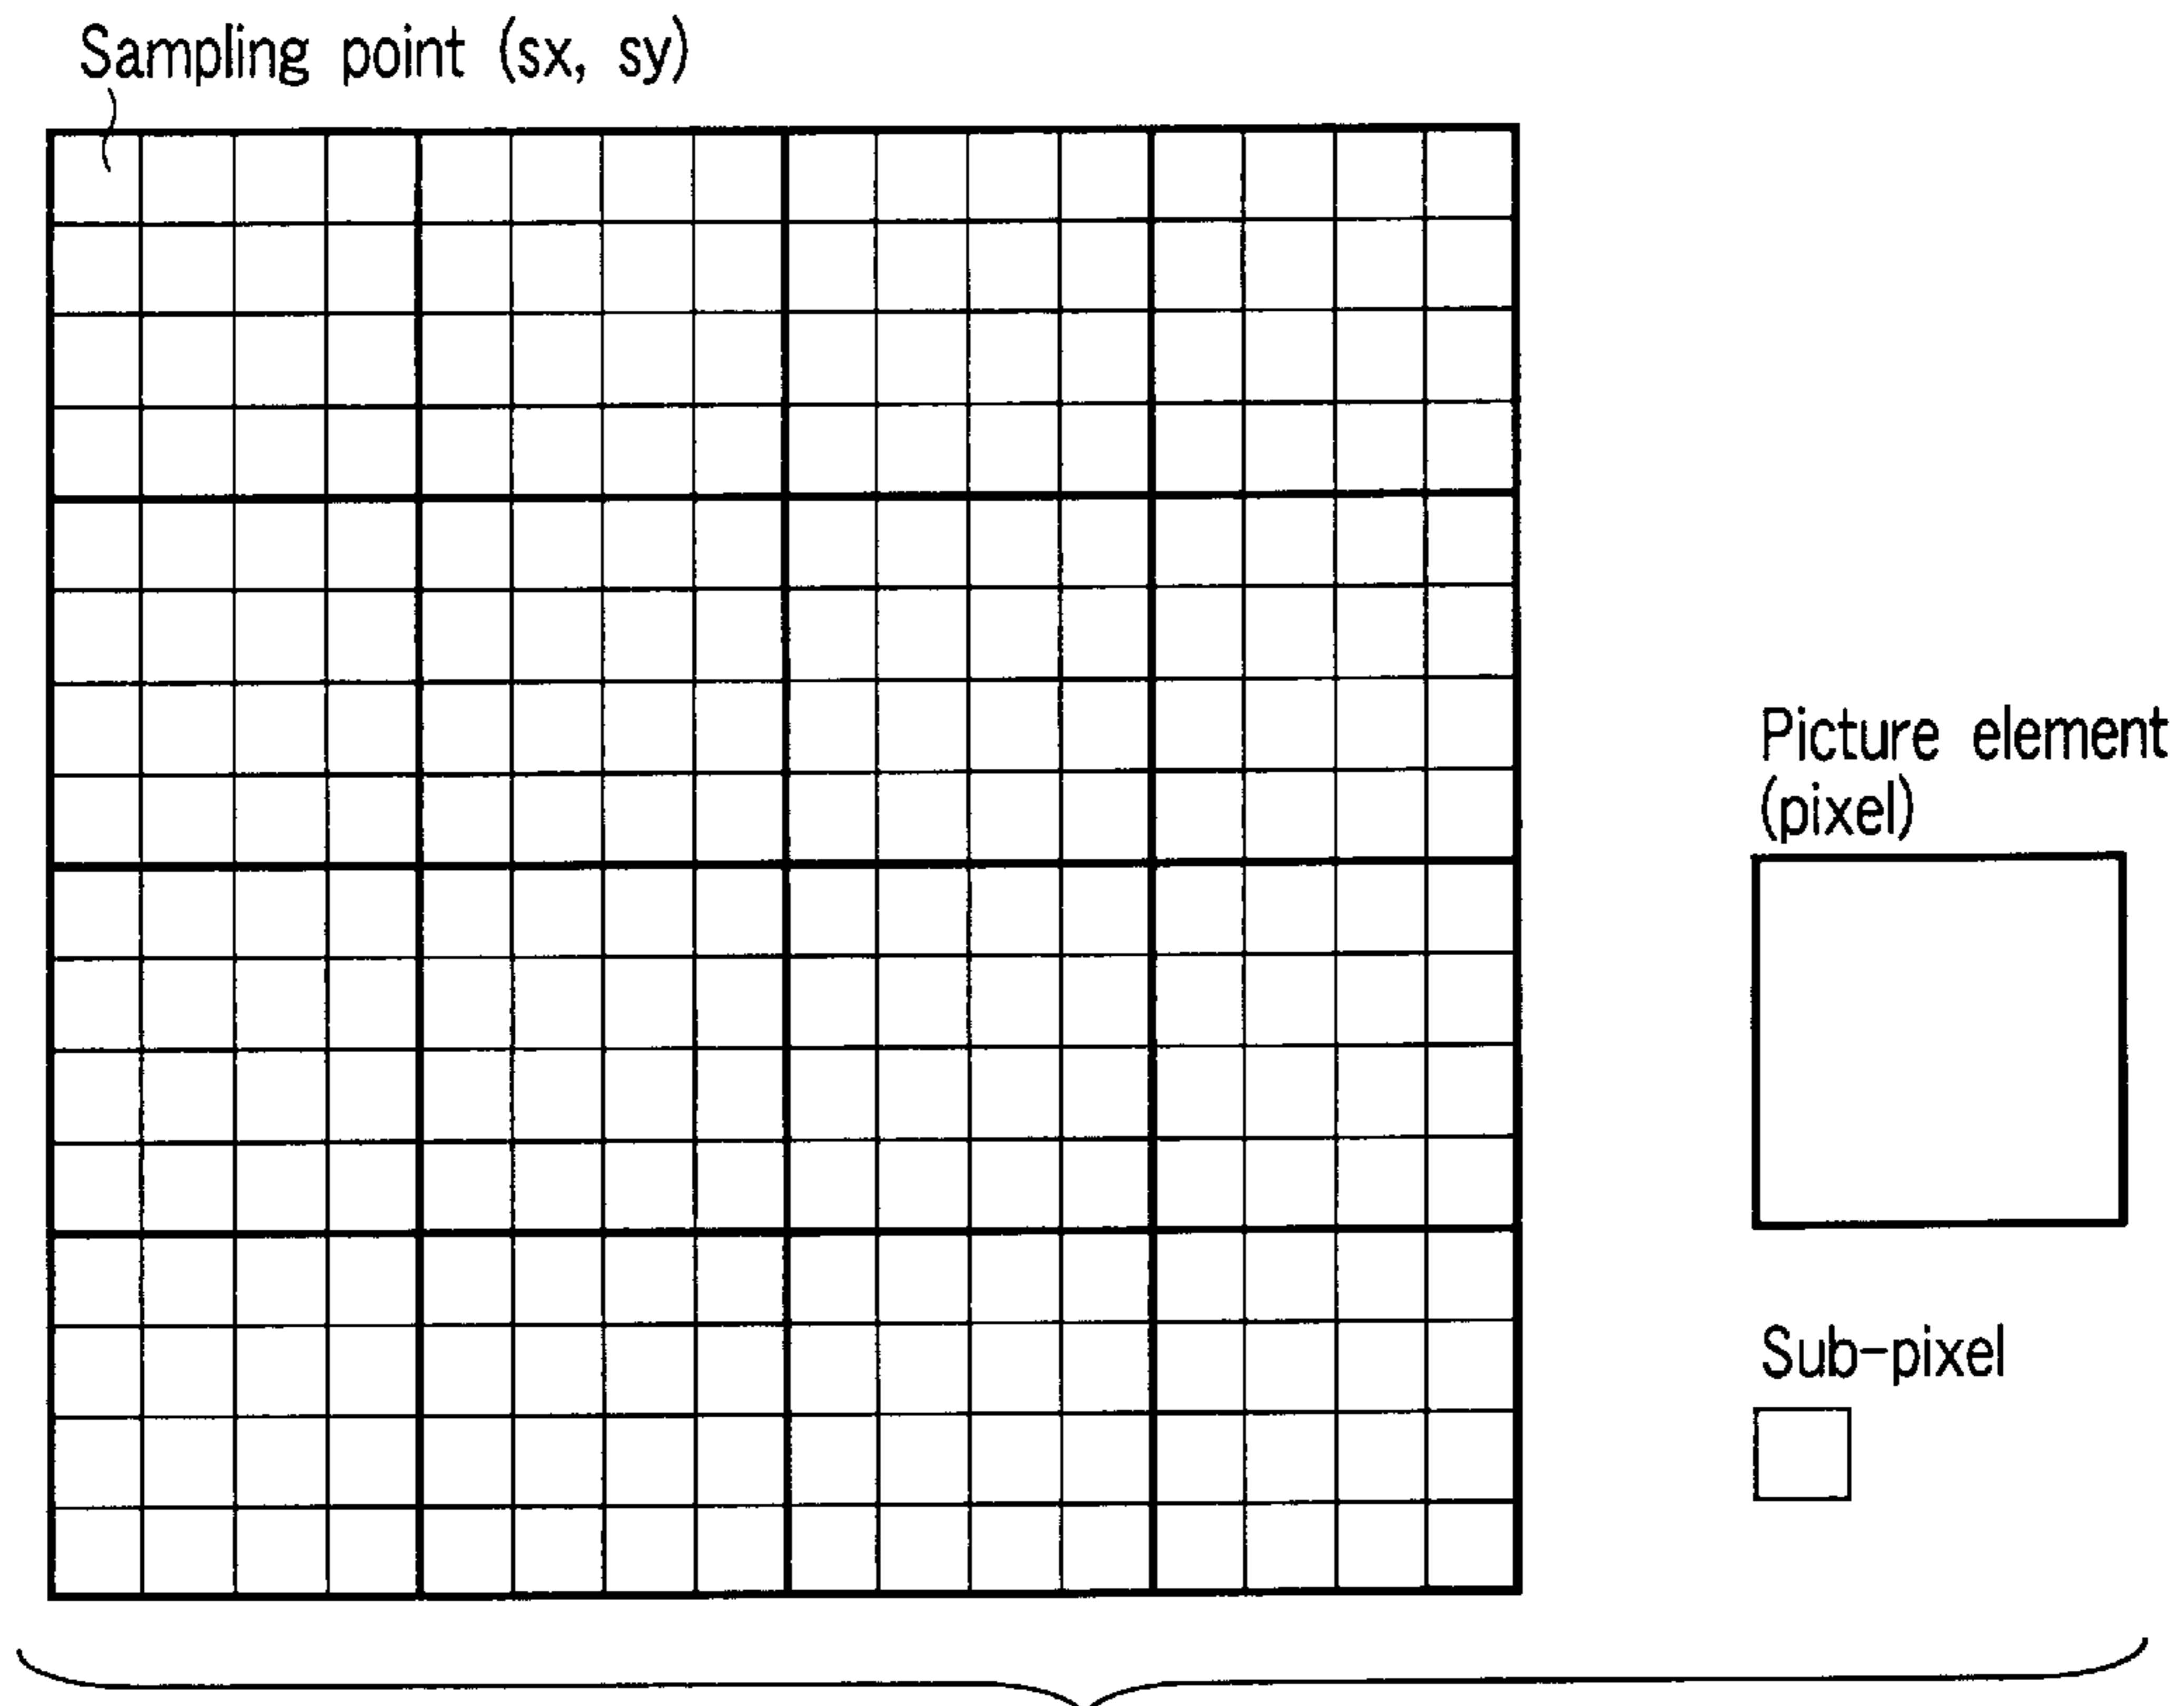 Sampling point (sx, sy)
Picture element
(pixel)
Sub-pixel